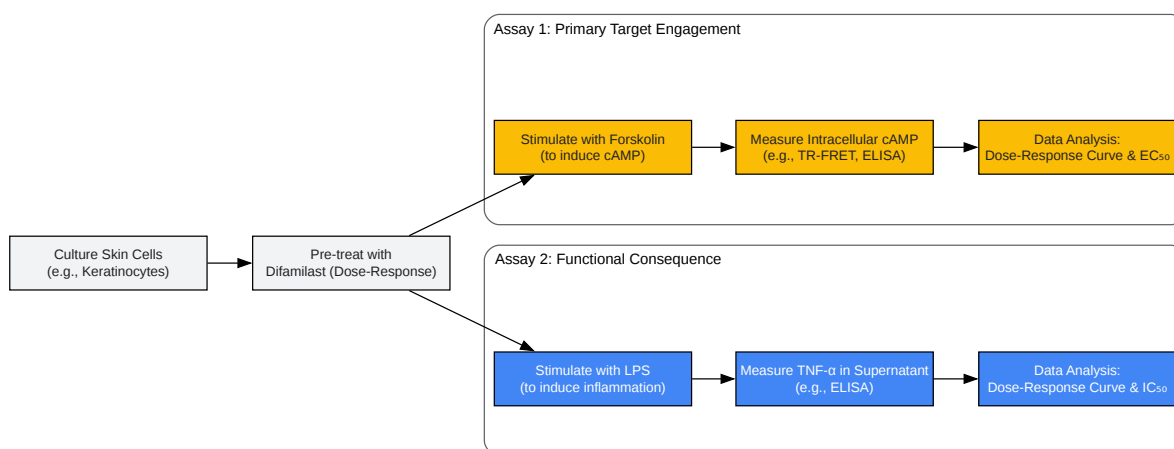 Assay 1: Primary Target Engagement
Stimulate with Forskolin
(to induce cAMP)
Measure Intracellular cAMP
(e.g., TR-FRET, ELISA)
Data Analysis:
Dose-Response Curve & EC₅₀
Culture Skin Cells
(e.g., Keratinocytes)
Pre-treat with
Difamilast (Dose-Response)
Assay 2: Functional Consequence
Stimulate with LPS
(to induce inflammation)
Measure TNF-α in Supernatant
(e.g., ELISA)
Data Analysis:
Dose-Response Curve & IC₅₀